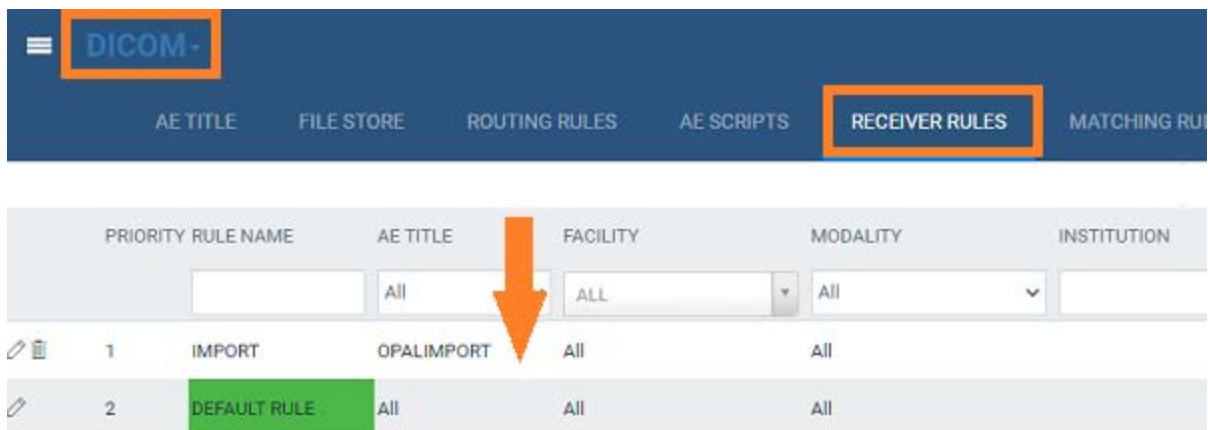 DICOM
AE TITLE FILE STORE ROUTING RULES AE SCRIPTS RECEIVER RULES MATCHING
PRIORITY RULE NAME AE TITLE FACILITY MODALITY INSTITUTION
All ALL All
1 IMPORT OPALIMPORT All All
2 DEFAULT RULE All All All